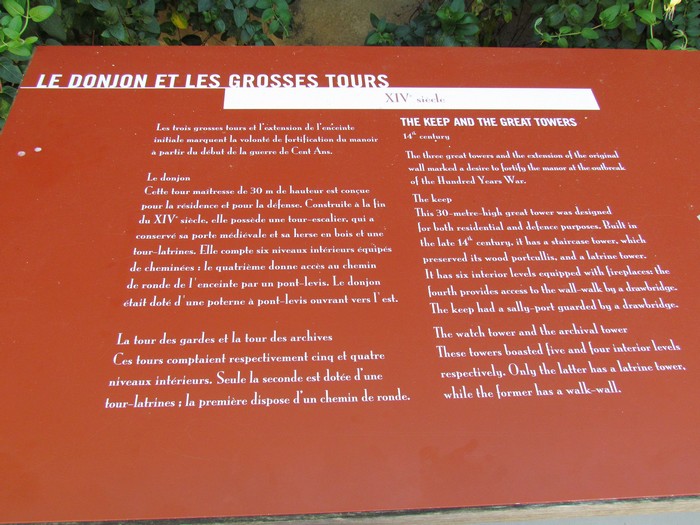 LE DONJON ET LES GROSSES TOURS
XIVe siècle
Les trois grosses tours et l'extension de l'enceinte
initiale marquent la volonté de fortification du manoir
à partir du début de la guerre de Cent Ans.
Le donjon
Cette tour maîtresse de 30 m de hauteur est conçue
pour la résidence et pour la défense. Construite à la fin
du XIVe siècle, elle possède une tour-escalier, qui a
conservé sa porte médiévale et sa herse en bois et une
tour-latrines. Elle compte six niveaux intérieurs équipés
de cheminées : le quatrième donne accès au chemin
de ronde de l'enceinte par un pont-levis. Le donjon
était doté d'une poterne à pont-levis ouvrant vers l'est.
La tour des gardes et la tour des archives
Ces tours comptaient respectivement cinq et quatre
niveaux intérieurs. Seule la seconde est dotée d'une
tour-latrines ; la première dispose d'un chemin de ronde.
THE KEEP AND THE GREAT TOWERS
14th century
The three great towers and the extension of the original
wall marked a desire to fortify the manor at the outbreak
of the Hundred Years War.
The keep
This 30-metre-high great tower was designed
for both residential and defence purposes. Built in
the late 14th century, it has a staircase tower, which
preserved its wood portcullis, and a latrine tower.
It has six interior levels equipped with fireplaces: the
fourth provides access to the wall-walk by a drawbridge.
The keep had a sally-port guarded by a drawbridge.
The watch tower and the archival tower
These towers boasted five and four interior levels
respectively. Only the latter has a latrine tower,
while the former has a walk-wall.